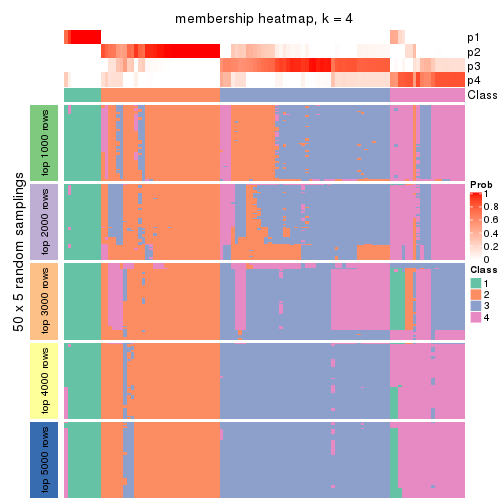 membership heatmap, k = 4
p1
p2
p3
p4
Class
50 x 5 random samplings
top 1000 rows
top 2000 rows
top 3000 rows
top 4000 rows
top 5000 rows
Prob
1
0.8
0.6
0.4
0.2
0
Class
1
2
3
4